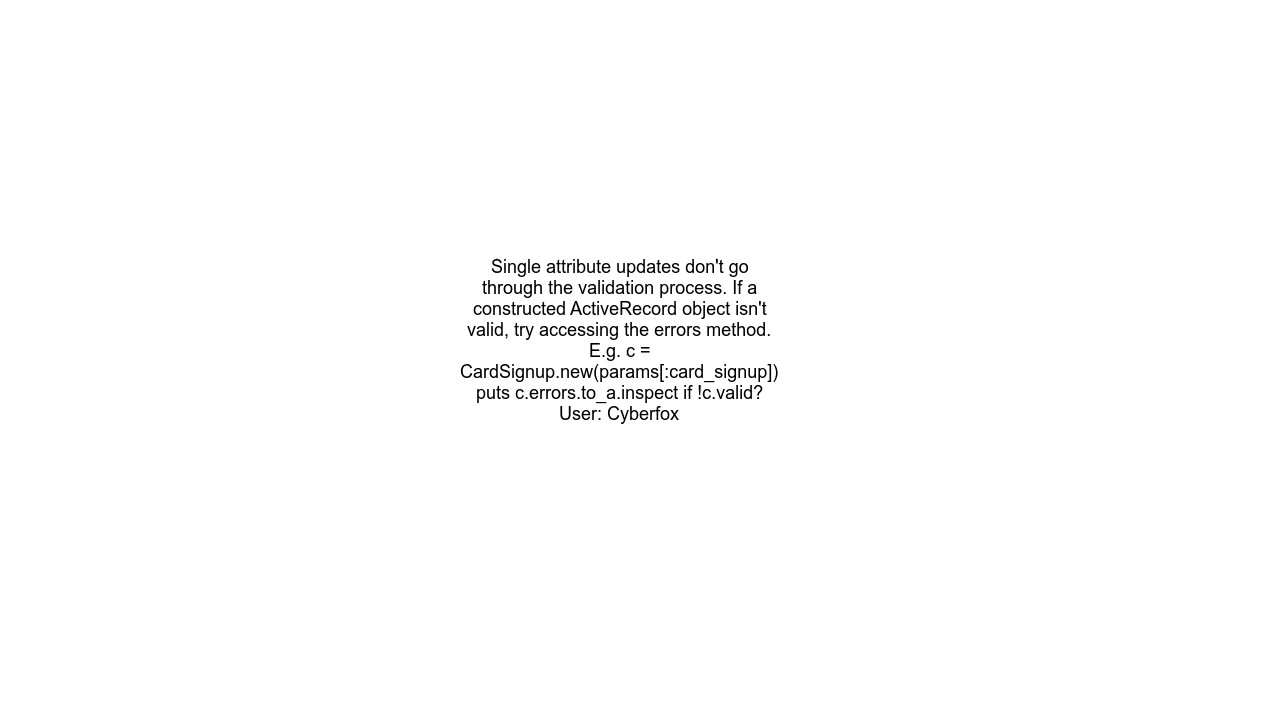 Single attribute updates don't go
through the validation process. If a
constructed ActiveRecord object isn't
valid, try accessing the errors method.
E.g. c =
CardSignup.new(params[:card_signup])
puts c.errors.to_a.inspect if !c.valid?
User: Cyberfox